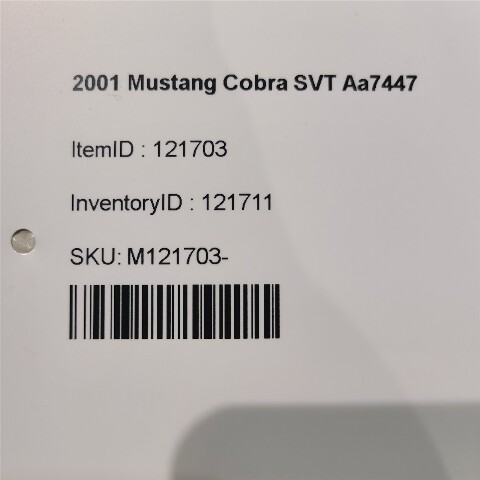 2001 Mustang Cobra SVT Aa7447
ItemID : 121703
InventoryID : 121711
SKU: M121703-